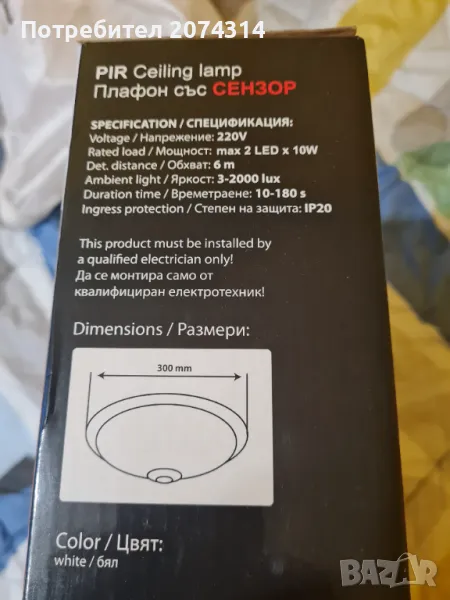 Потребител 2074314
PIR Ceiling lamp
Плафон със СЕНЗОР
SPECIFICATION / СПЕЦИФИКАЦИЯ:
Voltage / Напрежение: 220V
Rated load / Мощност: max 2 LED x 10W
Det. distance / Обхват: 6 m
Ambient light / Яркост: 3-2000 lux
Duration time / Времетраене: 10-180 s
Ingress protection / Степен на защита: IP20
This product must be installed by
a qualified electrician only!
Да се монтира само от
квалифициран електротехник!
Dimensions / Размери:
300 mm
Color / Цвят:
white / бял
BAZAR